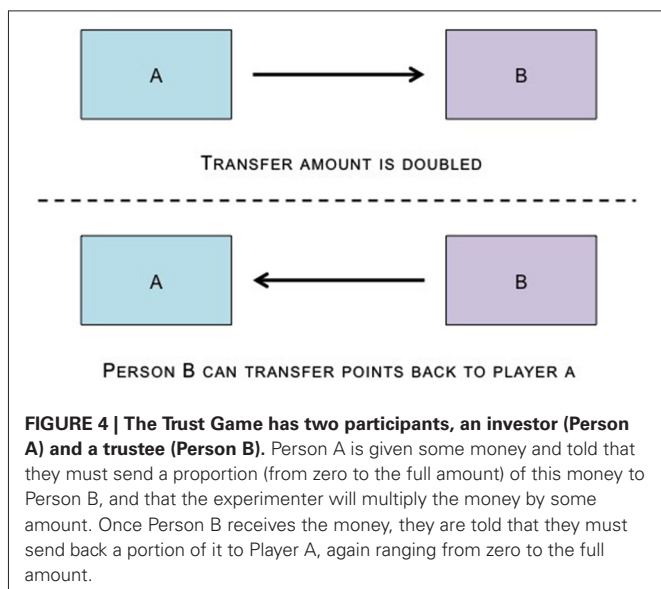 A
B
TRANSFER AMOUNT IS DOUBLED
A
B
PERSON B CAN TRANSFER POINTS BACK TO PLAYER A
FIGURE 4 | The Trust Game has two participants, an investor (Person
A) and a trustee (Person B). Person A is given some money and told that
they must send a proportion (from zero to the full amount) of this money to
Person B, and that the experimenter will multiply the money by some
amount. Once Person B receives the money, they are told that they must
send back a portion of it to Player A, again ranging from zero to the full
amount.